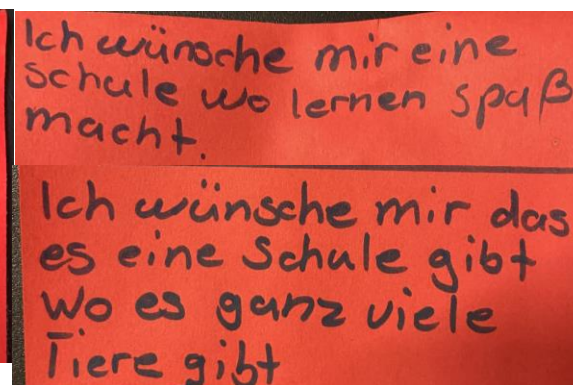 Ich wünsche mir eine
schule wo lernen spaß
macht.
Ich wünsche mir das
es eine Schule gibt
wo es ganz viele
Tiere gibt